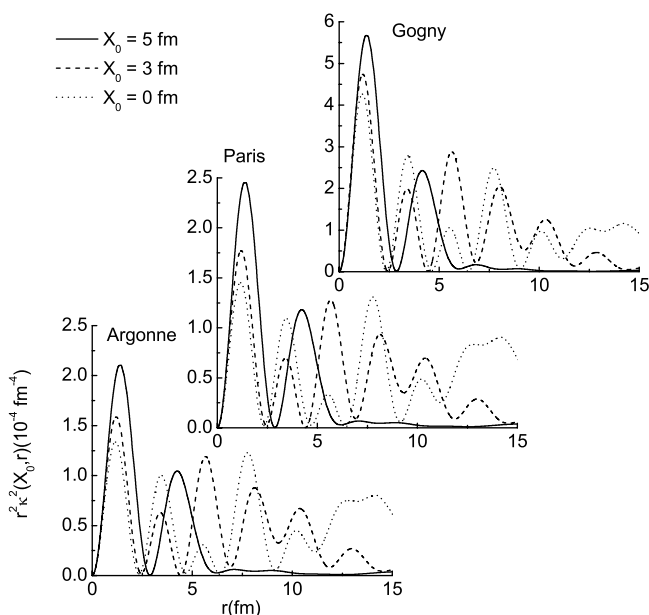 X₀ = 5 fm
X₀ = 3 fm
X₀ = 0 fm
Gogny
6
5
4
3
2
1
0
0 5 10 15
Paris
2.5
2.0
1.5
1.0
0.5
0.0
0 5 10 15
Argonne
2.5
2.0
1.5
1.0
0.5
0.0
0 5 10 15
r²κ²(X₀,r)(10⁻⁴ fm⁻⁴)
r(fm)